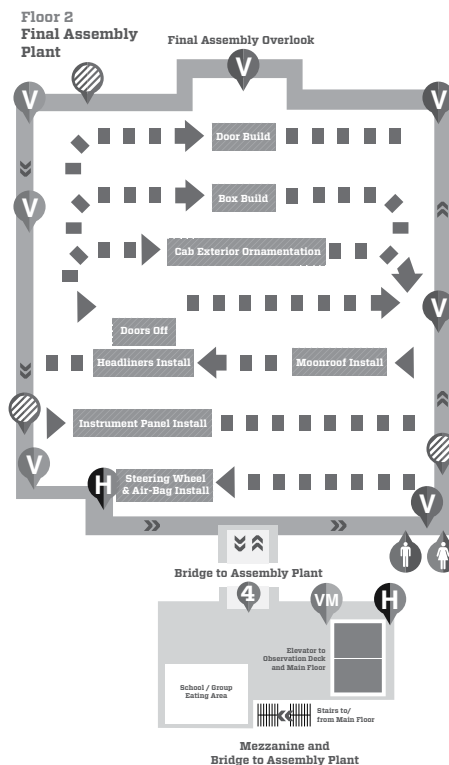 Floor 2
Final Assembly
Plant
Final Assembly Overlook
V
V
V
V
Door Build
Box Build
Cab Exterior Ornamentation
V
Doors Off
Headliners Install
Moonroof Install
Instrument Panel Install
V
H
Steering Wheel
& Air-Bag Install
V
Bridge to Assembly Plant
4
VM
H
Elevator to
Observation Deck
and Main Floor
School / Group
Eating Area
Stairs to/
from Main Floor
Mezzanine and
Bridge to Assembly Plant